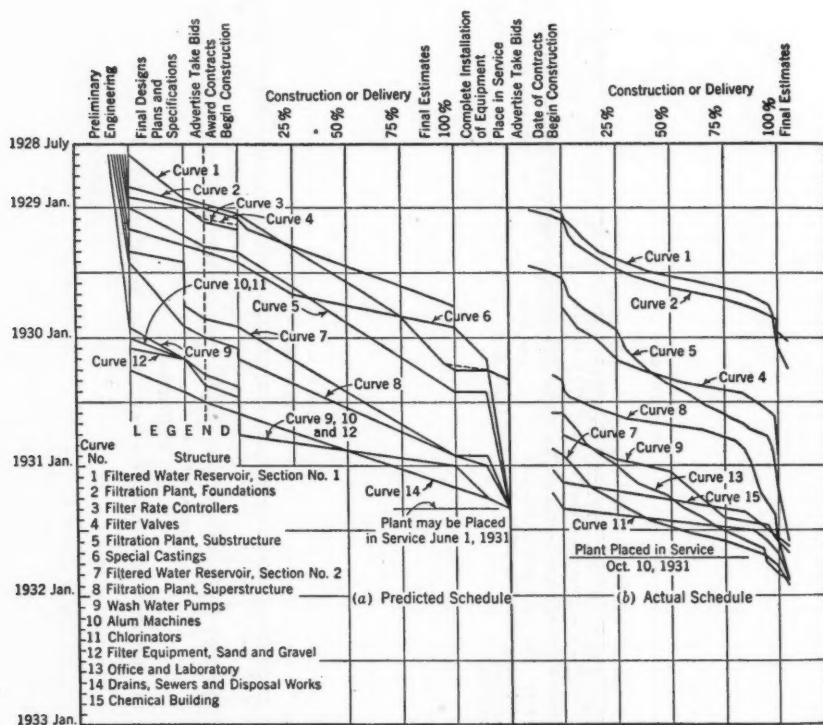 Preliminary
Engineering
Final Designs
Plans and
Specifications
Advertise Take Bids
Award Contracts
Begin Construction
Construction or Delivery
25%
50%
75%
Final Estimates
100%
Complete Installation
of Equipment
Place in Service
Advertise Take Bids
Date of Contracts
Begin Construction
Construction or Delivery
25%
50%
75%
100%
Final Estimates
1928 July
1929 Jan.
1930 Jan.
1931 Jan.
1932 Jan.
1933 Jan.
Curve 1
Curve 2
Curve 3
Curve 4
Curve 10,11
Curve 5
Curve 6
Curve 7
Curve 12
Curve 9
Curve 8
Curve 9, 10
and 12
Curve 14
Plant may be Placed
in Service June 1, 1931
(a) Predicted Schedule
Curve 1
Curve 2
Curve 5
Curve 4
Curve 8
Curve 7
Curve 9
Curve 13
Curve 15
Curve 11
Plant Placed in Service
Oct. 10, 1931
(b) Actual Schedule
LEGEND
Curve
No.
Structure
1 Filtered Water Reservoir, Section No. 1
2 Filtration Plant, Foundations
3 Filter Rate Controllers
4 Filter Valves
5 Filtration Plant, Substructure
6 Special Castings
7 Filtered Water Reservoir, Section No. 2
8 Filtration Plant, Superstructure
9 Wash Water Pumps
10 Alum Machines
11 Chlorinators
12 Filter Equipment, Sand and Gravel
13 Office and Laboratory
14 Drains, Sewers and Disposal Works
15 Chemical Building